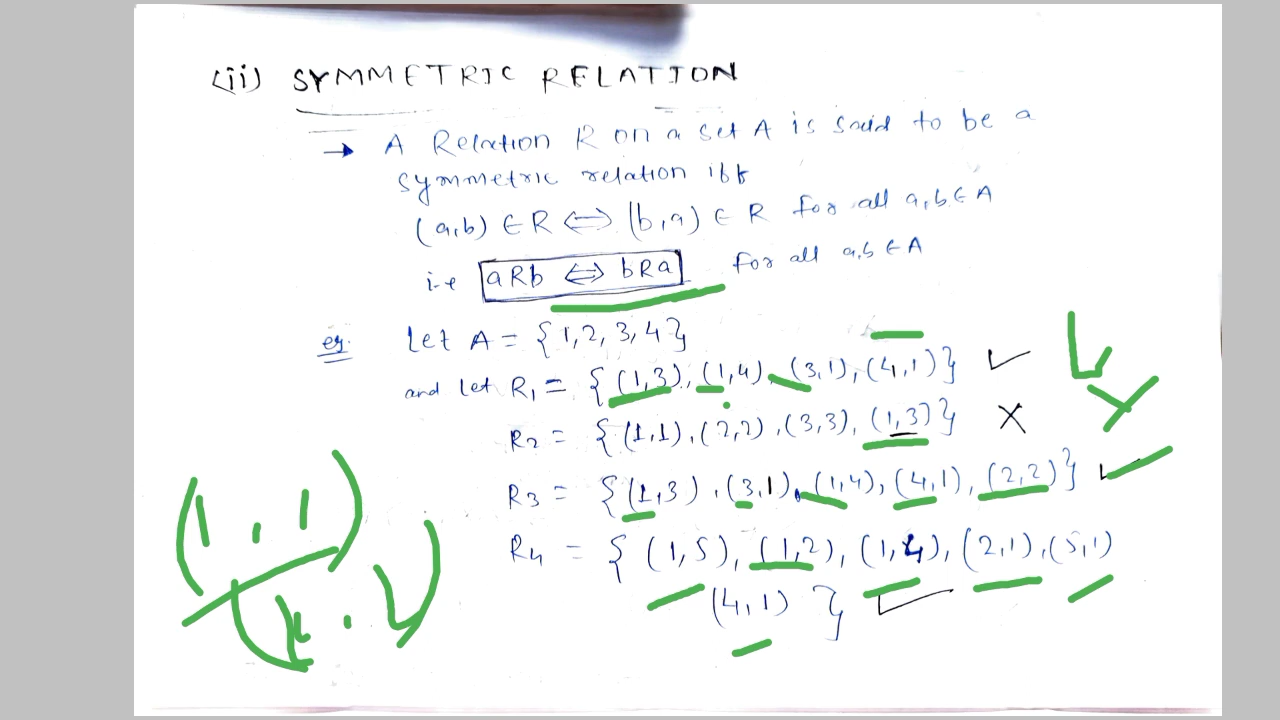 (ii) SYMMETRIC RELATION
→ A Relation R on a set A is said to be a
symmetric relation iff
(a,b) ∈ R ⟺ (b,a) ∈ R for all a,b ∈ A
i.e aRb ⟺ bRa for all a,b ∈ A
eg. Let A = {1,2,3,4}
and let R1 = {(1,3), (1,4), (3,1), (4,1)} ✓
R2 = {(1,1), (2,2), (3,3), (1,3)} X
R3 = {(1,3), (3,1), (1,4), (4,1), (2,2)} ✓
R4 = {(1,5), (1,2), (1,4), (2,1), (5,1)
(4,1)} ✓
(1,1)